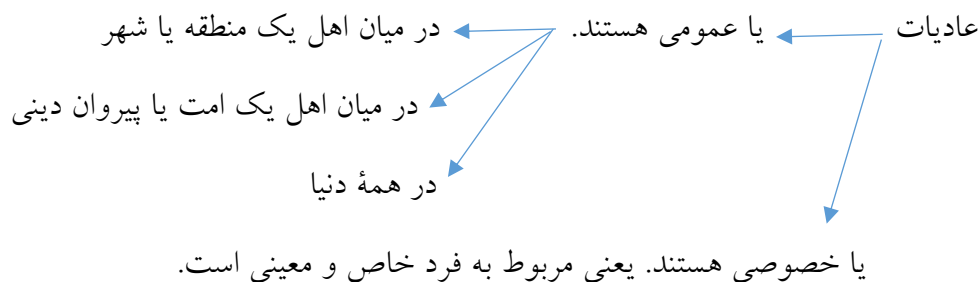 عادیات یا عمومی هستند. در میان اهل یک منطقه یا شهر
در میان اهل یک امت یا پیروان دینی
در همهٔ دنیا
یا خصوصی هستند. یعنی مربوط به فرد خاص و معینی است.